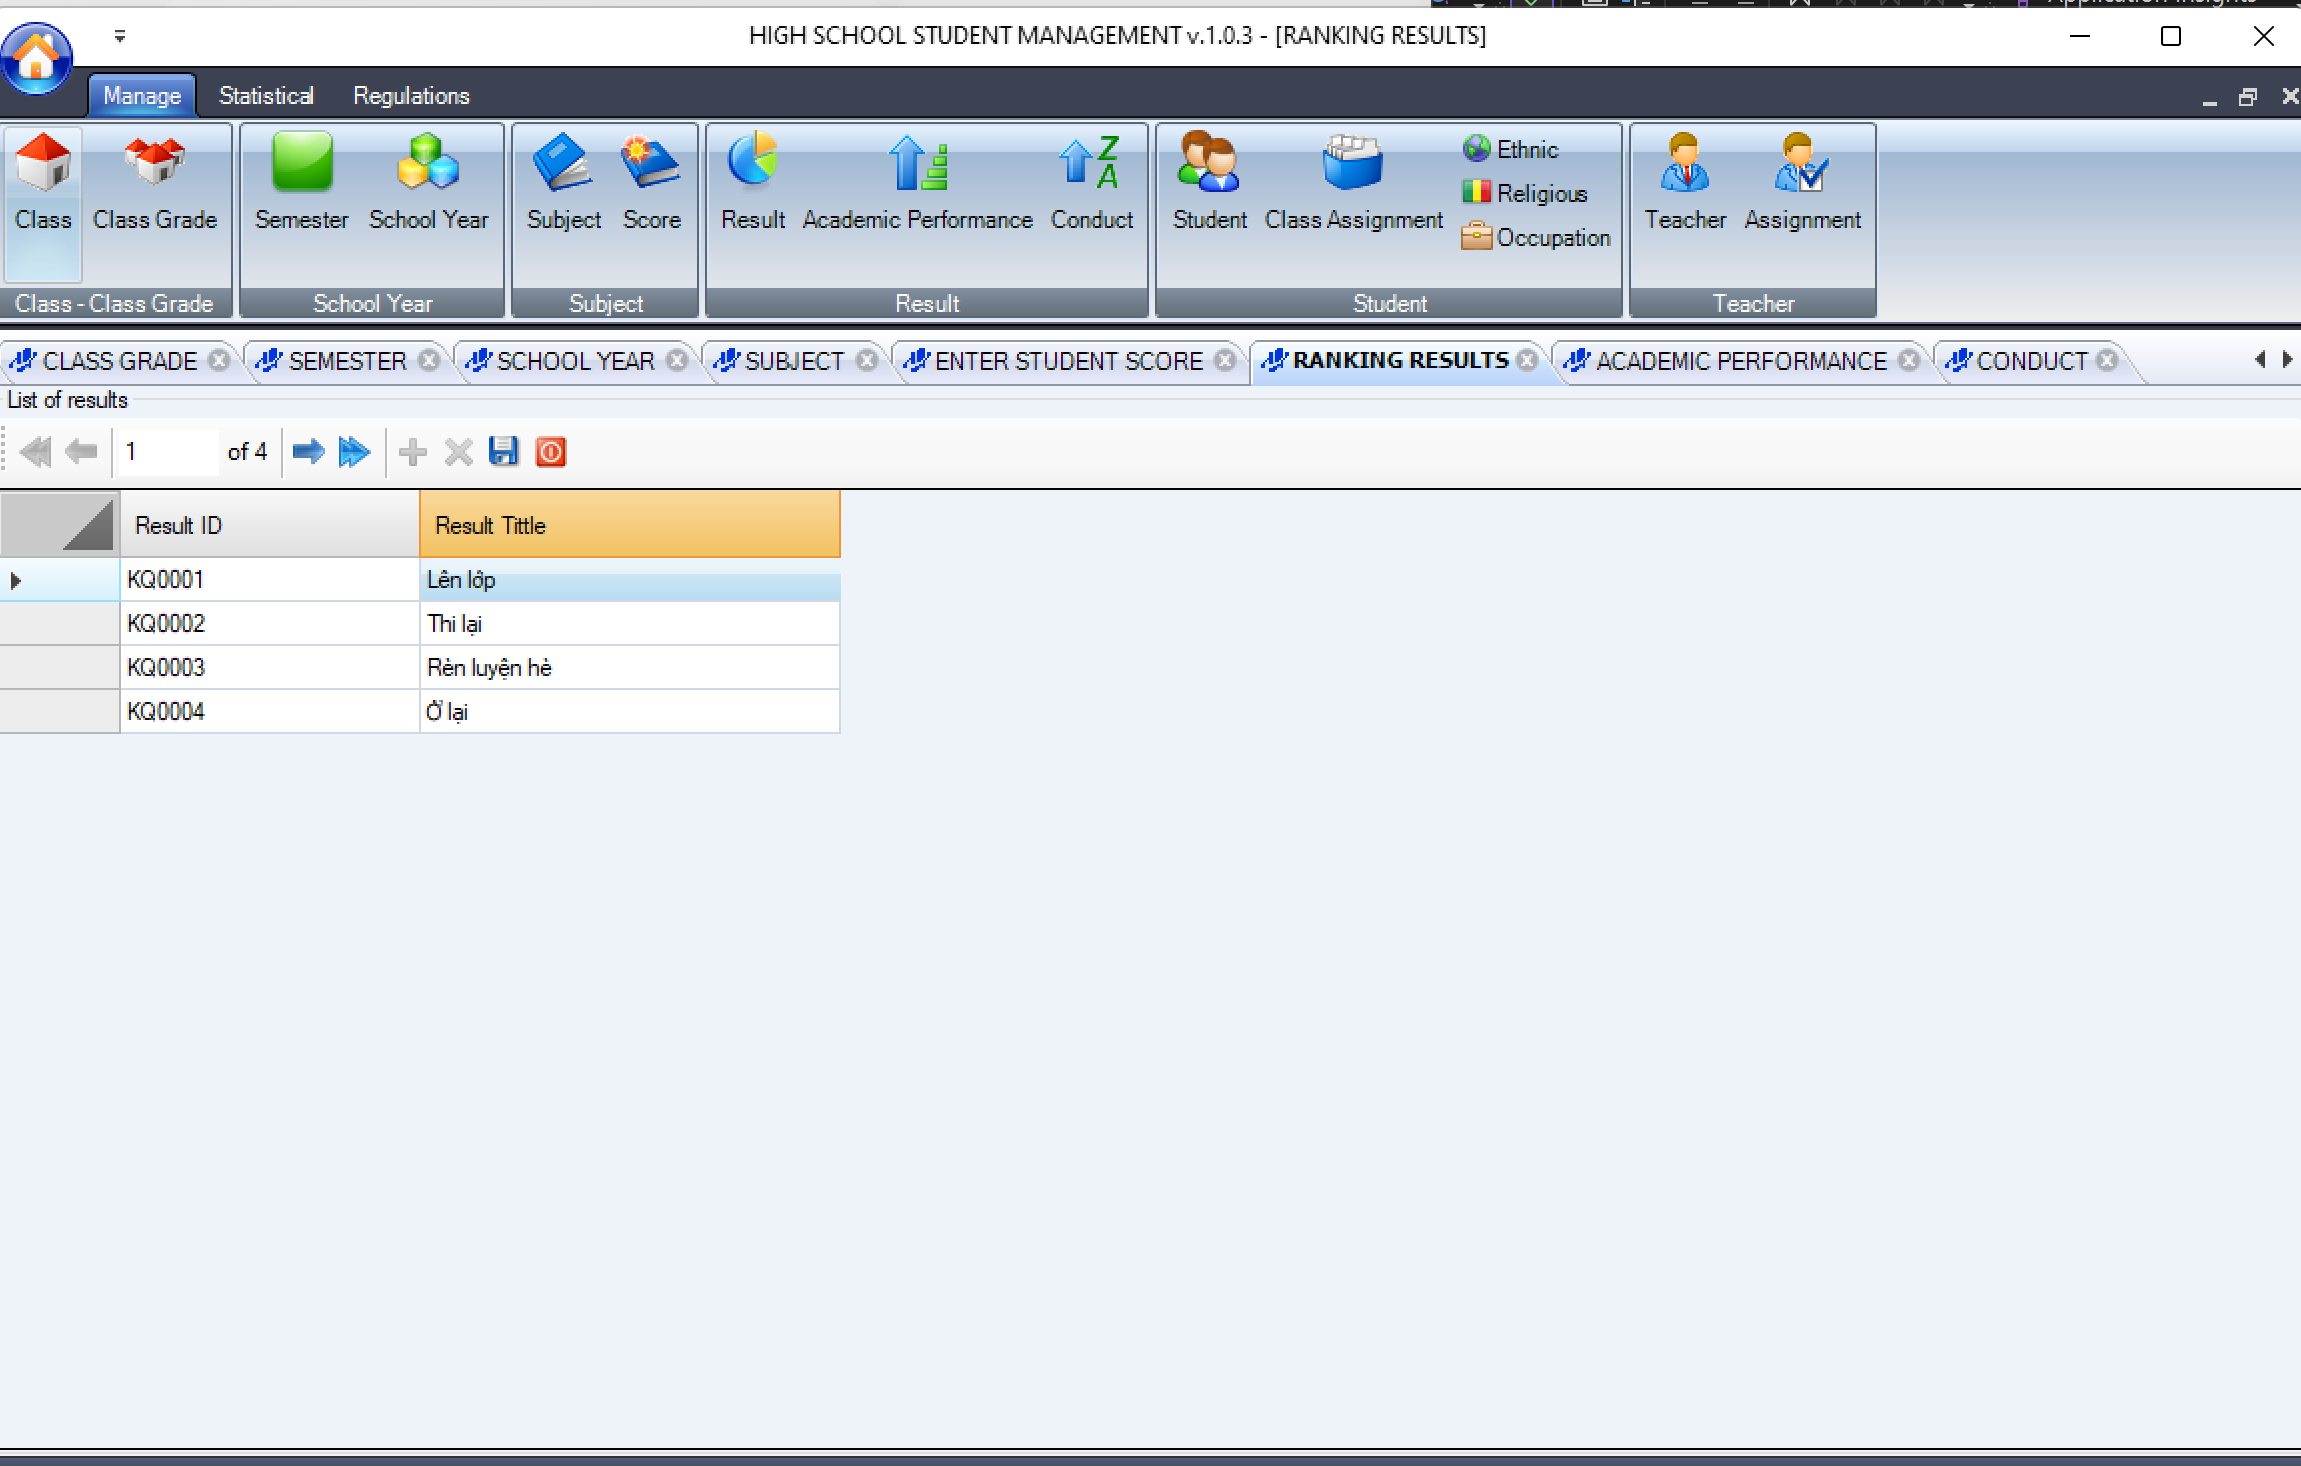 HIGH SCHOOL STUDENT MANAGEMENT v.1.0.3 - [RANKING RESULTS]
Manage Statistical Regulations
Class Class Grade Semester School Year Subject Score Result Academic Performance Conduct Student Class Assignment Ethnic Religious Occupation Teacher Assignment
Class - Class Grade School Year Subject Result Student Teacher
CLASS GRADE SEMESTER SCHOOL YEAR SUBJECT ENTER STUDENT SCORE RANKING RESULTS ACADEMIC PERFORMANCE CONDUCT
List of results
1 of 4
Result ID Result Tittle
KQ0001 Lên lớp
KQ0002 Thi lại
KQ0003 Rèn luyện hè
KQ0004 Ở lại